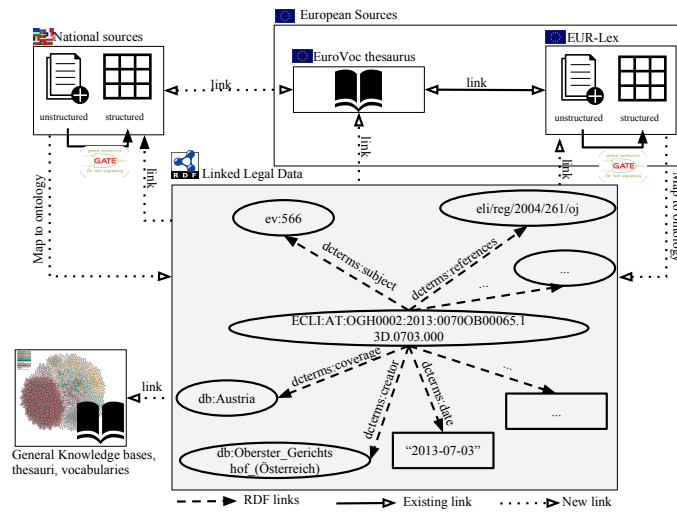 European Sources
National sources
EUR-Lex
EuroVoc thesaurus
link
link
unstructured
structured
unstructured
structured
GATE
GATE
link
link
link
RDF
Linked Legal Data
Map to ontology
Map to ontology
ev:566
eli/reg/2004/261/oj
dcterms:subject
dcterms:references
...
...
ECLI:AT:OGH0002:2013:0070OB00065.1
3D.0703.000
dcterms:coverage
dcterms:creator
dcterms:date
...
link
db:Austria
...
db:Oberster_Gerichts
hof_(Österreich)
“2013-07-03”
General Knowledge bases,
thesauri, vocabularies
RDF links
Existing link
New link